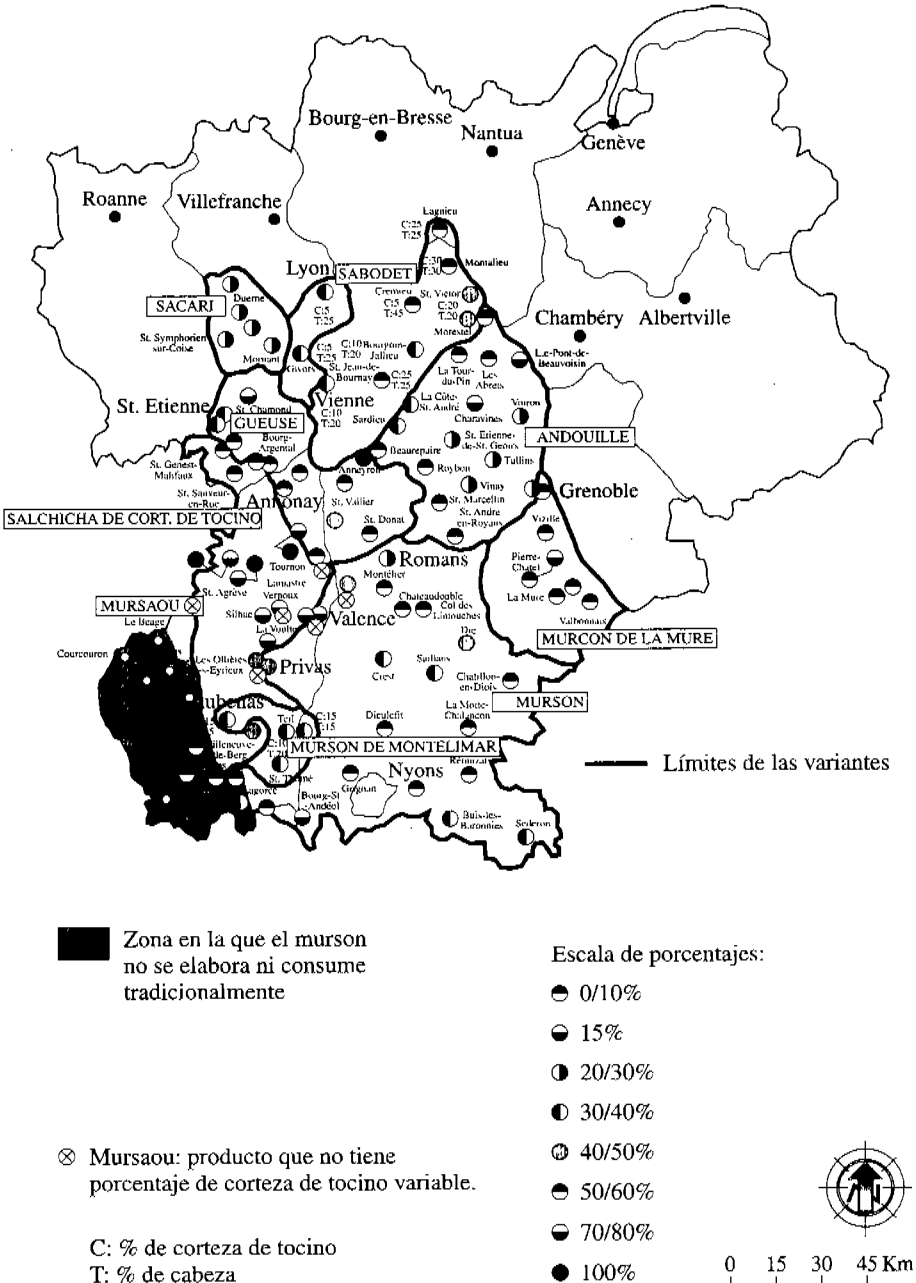 Bourg-en-Bresse
Nantua
Genève
Roanne
Villefranche
Annecy
Lagnieu
C:25
T:25
Lyon
SABODET
C:30
T:30
Montalieu
SACARI
Duerne
Cremieu
C:5
T:45
St. Victor
C:20
T:20
Morestel
Chambéry
Albertville
C:5
T:25
St. Symphorien
sur-Coise
Mornant
Givors
C:5
T:25
C:10
T:20
Bourgoin-
Jallieu
St. Jean-de-
Bournay
C:25
T:25
La Tour-
du-Pin
Les
Abrets
Le-Pont-de-
Beauvoisin
St. Etienne
St. Chamond
GUEUSE
Vienne
C:10
T:20
La Côte-
St. André
Sardieu
Charavines
Voiron
ANDOUILLE
Bourg-
Argental
Beaurepaire
St. Etienne-
de-St. Geoirs
Tullins
St. Genest-
Malifaux
Anneyron
Roybon
Vinay
Grenoble
St. Sauveur-
en-Rue
Annonay
St. Vallier
St. Marcellin
St. André
en-Royans
SALCHICHA DE CORT. DE TOCINO
St. Donat
Vizille
Tournon
Romans
Montélier
Pierre-
Chatel
St. Agrève
Lamastre
Vernoux
Chateaudouble
Col des
Limouches
La Mure
Valbonnais
MURSAOU
Le Béage
Silhac
Valence
La Voulte
Die
MURCON DE LA MURE
Courcouron
Les Ollières
s-Eyrieux
Privas
Crest
Saillans
Chatillon-
en-Diois
MURSON
ubenas
Teil
C:15
T:15
Dieulefit
La Motte-
Chalançon
illeneuve-
de-Berg
C:10
T:20
MURSON DE MONTÉLIMAR
St. Thomé
Nyons
Rémuzat
agorce
Bourg-St
Andéol
Grignan
Buis-les-
Baronnies
Sederon
Límites de las variantes
Zona en la que el murson
no se elabora ni consume
tradicionalmente
Escala de porcentajes:
0/10%
15%
20/30%
30/40%
40/50%
50/60%
70/80%
100%
Mursaou: producto que no tiene
porcentaje de corteza de tocino variable.
C: % de corteza de tocino
T: % de cabeza
N
0 15 30 45 Km